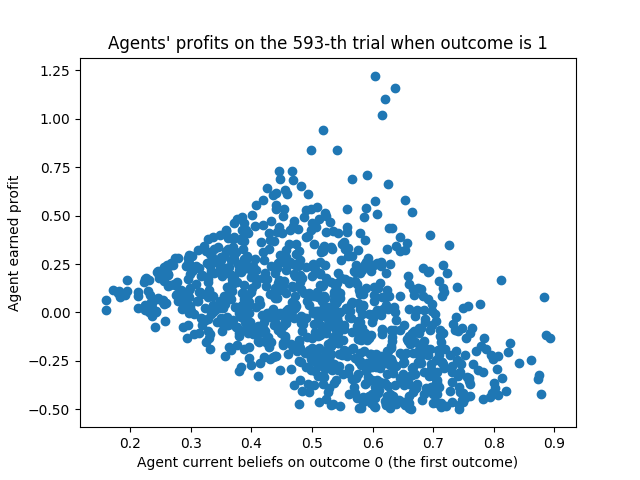 Agents' profits on the 593-th trial when outcome is 1
1.25
1.00
0.75
0.50
0.25
0.00
−0.25
−0.50
Agent earned profit
0.2 0.3 0.4 0.5 0.6 0.7 0.8 0.9
Agent current beliefs on outcome 0 (the first outcome)